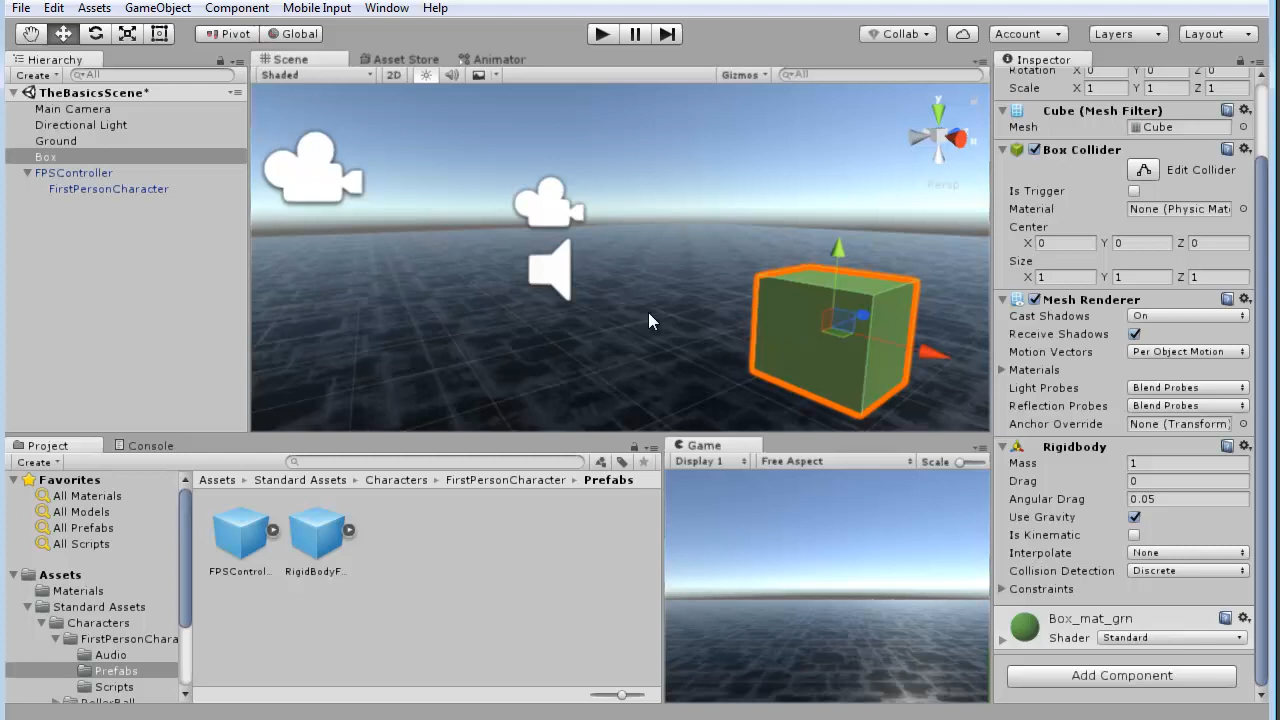 File Edit Assets GameObject Component Mobile Input Window Help
Pivot Global Collab Account Layers Layout
Hierarchy
Create All
TheBasicsScene*
Main Camera
Directional Light
Ground
Box
FPSController
FirstPersonCharacter
Scene Asset Store Animator
Shaded 2D Gizmos All
y
Persp
Inspector
Rotation X 0 Y 0 Z 0
Scale X 1 Y 1 Z 1
Cube (Mesh Filter)
Mesh Cube
Box Collider
Edit Collider
Is Trigger
Material None (Physic Mat
Center
X 0 Y 0 Z 0
Size
X 1 Y 1 Z 1
Mesh Renderer
Cast Shadows On
Receive Shadows
Motion Vectors Per Object Motion
Materials
Light Probes Blend Probes
Reflection Probes Blend Probes
Anchor Override None (Transform)
Rigidbody
Mass 1
Drag 0
Angular Drag 0.05
Use Gravity
Is Kinematic
Interpolate None
Collision Detection Discrete
Constraints
Box_mat_grn
Shader Standard
Add Component
Project Console
Create
Favorites
All Materials
All Models
All Prefabs
All Scripts
Assets
Materials
Standard Assets
Characters
FirstPersonChara
Audio
Prefabs
Scripts
RollerBall
Assets Standard Assets Characters FirstPersonCharacter Prefabs
FPSControl... RigidBodyF...
Game
Display 1 Free Aspect Scale